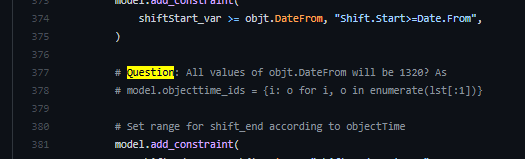 373 model.add_constraint(
374 shiftStart_var >= objt.DateFrom, "Shift.Start>=Date.From",
375 )
376
377 # Question: All values of objt.DateFrom will be 1320? As
378 # model.objecttime_ids = {i: o for i, o in enumerate(lst[:1])}
379
380 # Set range for shift_end according to objectTime
381 model.add_constraint(